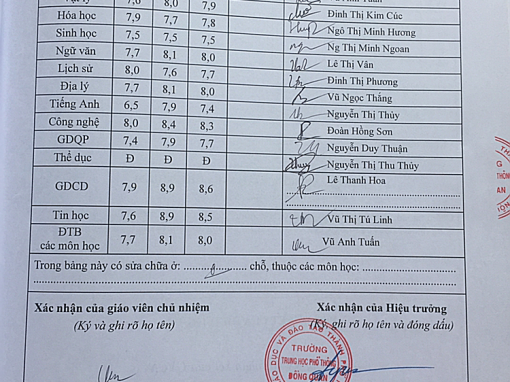 7,6 8,0 7,9
Hóa học 7,9 7,7 7,8 Đinh Thị Kim Cúc
Sinh học 7,5 7,5 7,5 Ngô Thị Minh Hương
Ngữ văn 7,7 8,1 8,0 Ng Thị Minh Ngoan
Lịch sử 8,0 7,6 7,7 Lê Thị Vân
Địa lý 7,7 8,1 8,0 Đinh Thị Phương
Tiếng Anh 6,5 7,9 7,4 Vũ Ngọc Thắng
Công nghệ 8,0 8,4 8,3 Nguyễn Thị Thủy
GDQP 7,4 7,9 7,7 Đoàn Hồng Sơn
Thể dục Đ Đ Đ Nguyễn Duy Thuận
Nguyễn Thị Thu Thủy
GDCD 7,9 8,9 8,6 Lê Thanh Hoa
Tin học 7,6 8,9 8,5 Vũ Thị Tú Linh
ĐTB
các môn học 7,7 8,1 8,0 Vũ Anh Tuấn
Trong bảng này có sửa chữa ở: 0 chỗ, thuộc các môn học:
Xác nhận của giáo viên chủ nhiệm Xác nhận của Hiệu trưởng
(Ký và ghi rõ họ tên) (Ký, ghi rõ họ tên và đóng dấu)
DỤC VÀ ĐÀO TẠO THÀNH
TRƯỜNG
TRUNG HỌC PHỔ THÔNG
ĐỒNG QUAN